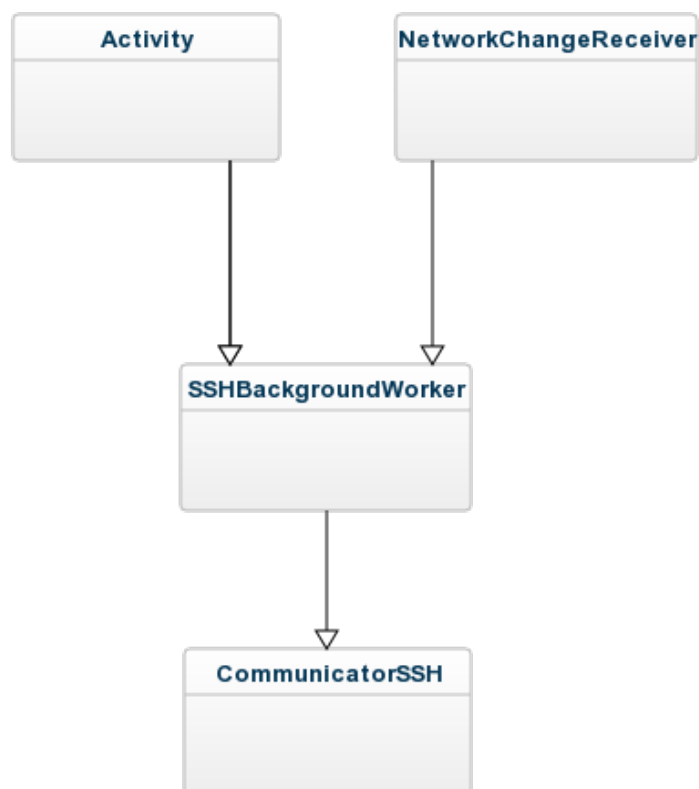 Activity
NetworkChangeReceiver
SSHBackgroundWorker
CommunicatorSSH